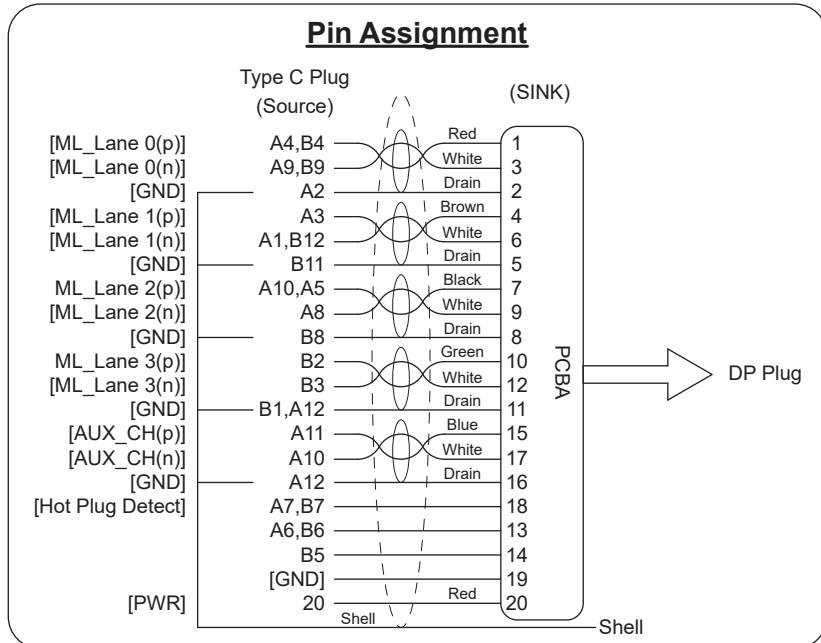 Pin Assignment
Type C Plug
(Source)
(SINK)
[ML_Lane 0(p)] A4,B4 Red 1
[ML_Lane 0(n)] A9,B9 White 3
[GND] A2 Drain 2
[ML_Lane 1(p)] A3 Brown 4
[ML_Lane 1(n)] A1,B12 White 6
[GND] B11 Drain 5
ML_Lane 2(p)] A10,A5 Black 7
[ML_Lane 2(n)] A8 White 9
[GND] B8 Drain 8
ML_Lane 3(p)] B2 Green 10
[ML_Lane 3(n)] B3 White 12
[GND] B1,A12 Drain 11
[AUX_CH(p)] A11 Blue 15
[AUX_CH(n)] A10 White 17
[GND] A12 Drain 16
[Hot Plug Detect] A7,B7 18
A6,B6 13
B5 14
[GND] 19
[PWR] 20 Red 20
Shell Shell
PCBA
DP Plug